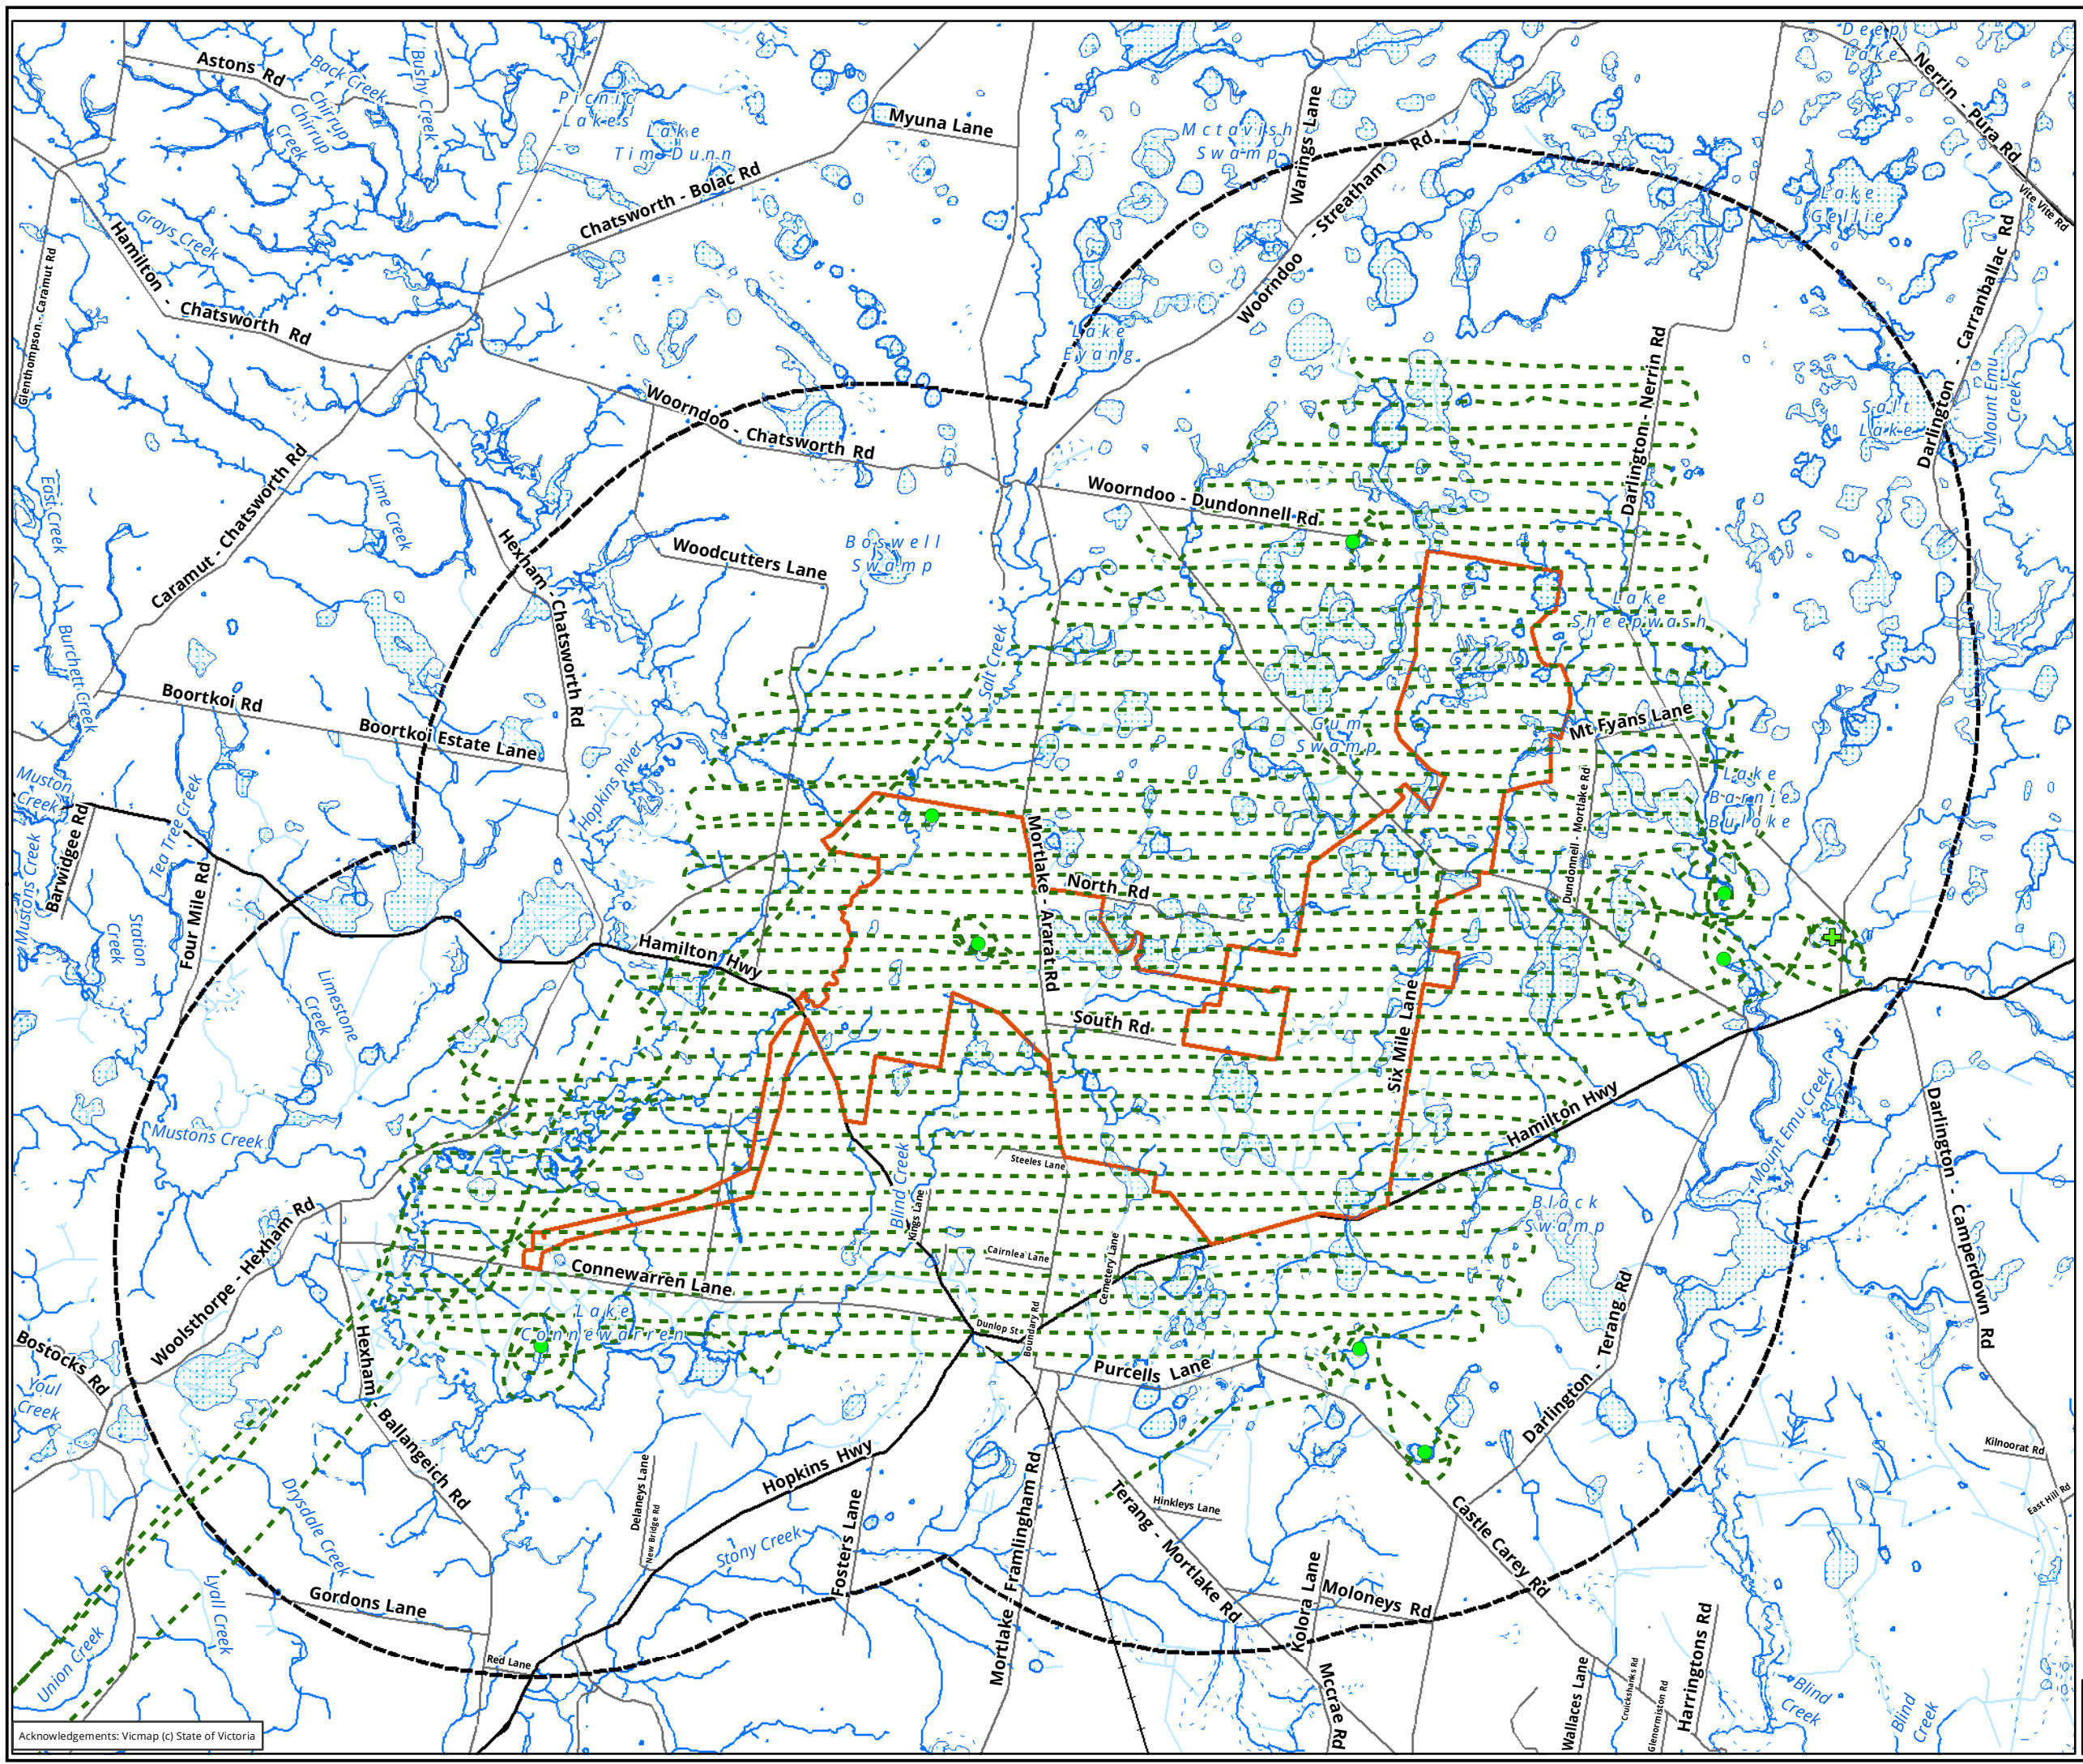 Deep
Lake
Nerrin - Pura Rd
Vite Vite Rd
Astons Rd
Back Creek
Bushy Creek
Chirrup
Chirrup
Creek
Picnic
Lakes
Lake
Tim Dunn
Myuna Lane
Mctavish
Swamp
Warings Lane
Woorndoo - Streatham Rd
Lake
Gellie
Chatsworth - Bolac Rd
Grays Creek
Hamilton - Chatsworth Rd
Glenthompson - Caramut Rd
Lake
Eyang
Darlington - Carranballac Rd
Mount Emu
Creek
Salt
Lake
Darlington - Nerrin Rd
Woorndoo - Chatsworth Rd
Caramut - Chatsworth Rd
Lime Creek
East Creek
Woorndoo - Dundonnell Rd
Boswell
Swamp
Woodcutters Lane
Hexham - Chatsworth Rd
Burchett Creek
Lake
Sheepwash
Salt Creek
Boortkoi Rd
Boortkoi Estate Lane
Gum
Swamp
Mt Fyans Lane
Hopkins River
Muston
Creek
Tea Tree Creek
Lake
Barnie
Buloke
Dundonnell - Mortlake Rd
Barwidgee Rd
Mustons Creek
Four Mile Rd
Station
Creek
Mortlake - Ararat Rd
North Rd
Hamilton Hwy
Limestone
Creek
South Rd
Six Mile Lane
Hamilton Hwy
Mount Emu Creek
Darlington - Camperdown Rd
Mustons Creek
Blind Creek
Steeles Lane
Kings Lane
Black
Swamp
Woolsthorpe - Hexham Rd
Cairnlea Lane
Cemetery Lane
Connewarren Lane
Lake
Connewarren
Dunlop St
Boundary Rd
Darlington - Terang Rd
Bostocks Rd
Youl
Creek
Hexham - Ballangeich Rd
Purcells Lane
Hopkins Hwy
Delaneys Lane
New Bridge Rd
Fosters Lane
Mortlake - Framlingham Rd
Terang - Mortlake Rd
Hinkleys Lane
Castle Carey Rd
Kilnoorat Rd
East Hill Rd
Drysdale Creek
Stony Creek
Gordons Lane
Lyall Creek
Union Creek
Red Lane
Kolora Lane
Moloneys Rd
Mccrae Rd
Wallaces Lane
Cruickshanks Rd
Glenormiston Rd
Harringtons Rd
Blind
Creek
Blind
Creek
Acknowledgements: Vicmap (c) State of Victoria